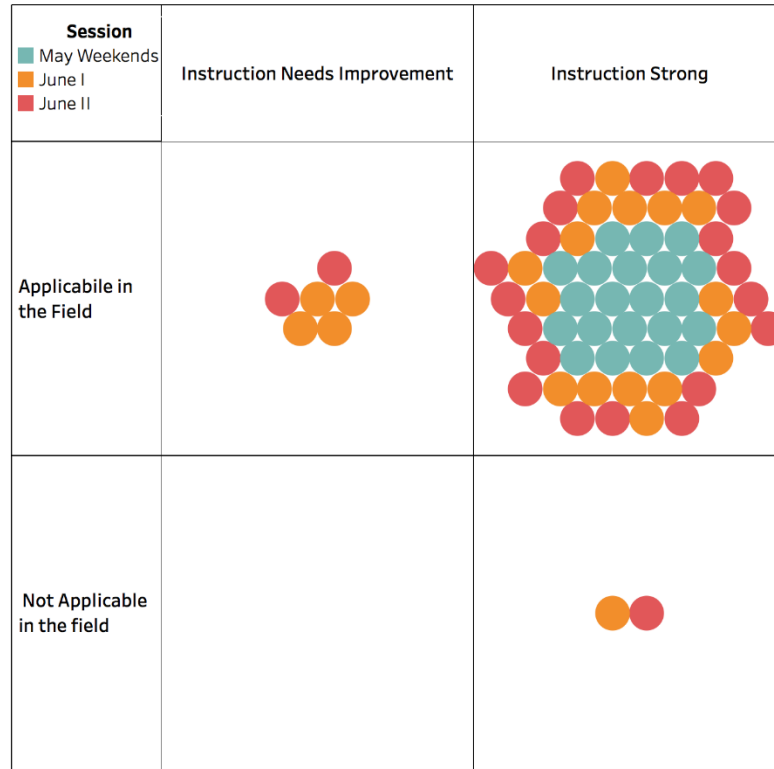 Session
May Weekends
June I
June II
Instruction Needs Improvement
Instruction Strong
Applicabile in
the Field
Not Applicable
in the field